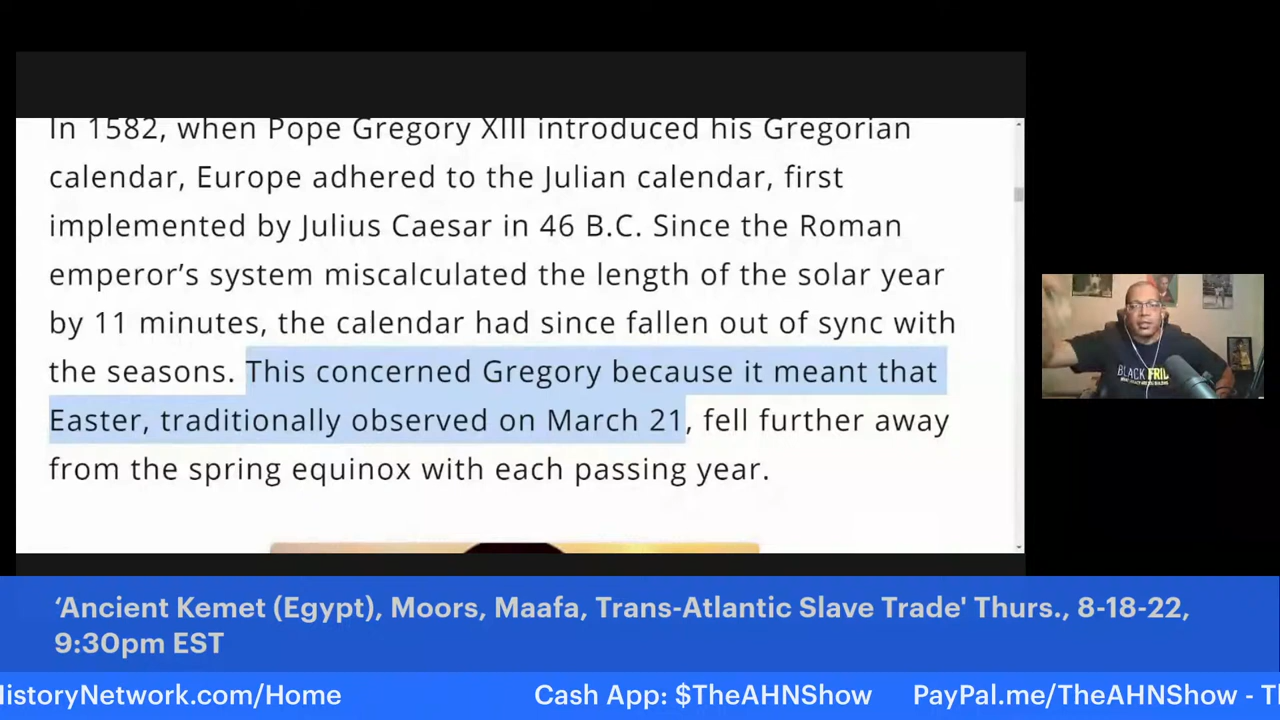 In 1582, when Pope Gregory XIII introduced his Gregorian
calendar, Europe adhered to the Julian calendar, first
implemented by Julius Caesar in 46 B.C. Since the Roman
emperor’s system miscalculated the length of the solar year
by 11 minutes, the calendar had since fallen out of sync with
the seasons. This concerned Gregory because it meant that
Easter, traditionally observed on March 21, fell further away
from the spring equinox with each passing year.
BLACK FRI
‘Ancient Kemet (Egypt), Moors, Maafa, Trans-Atlantic Slave Trade' Thurs., 8-18-22,
9:30pm EST
HistoryNetwork.com/Home Cash App: $TheAHNShow PayPal.me/TheAHNShow - Th